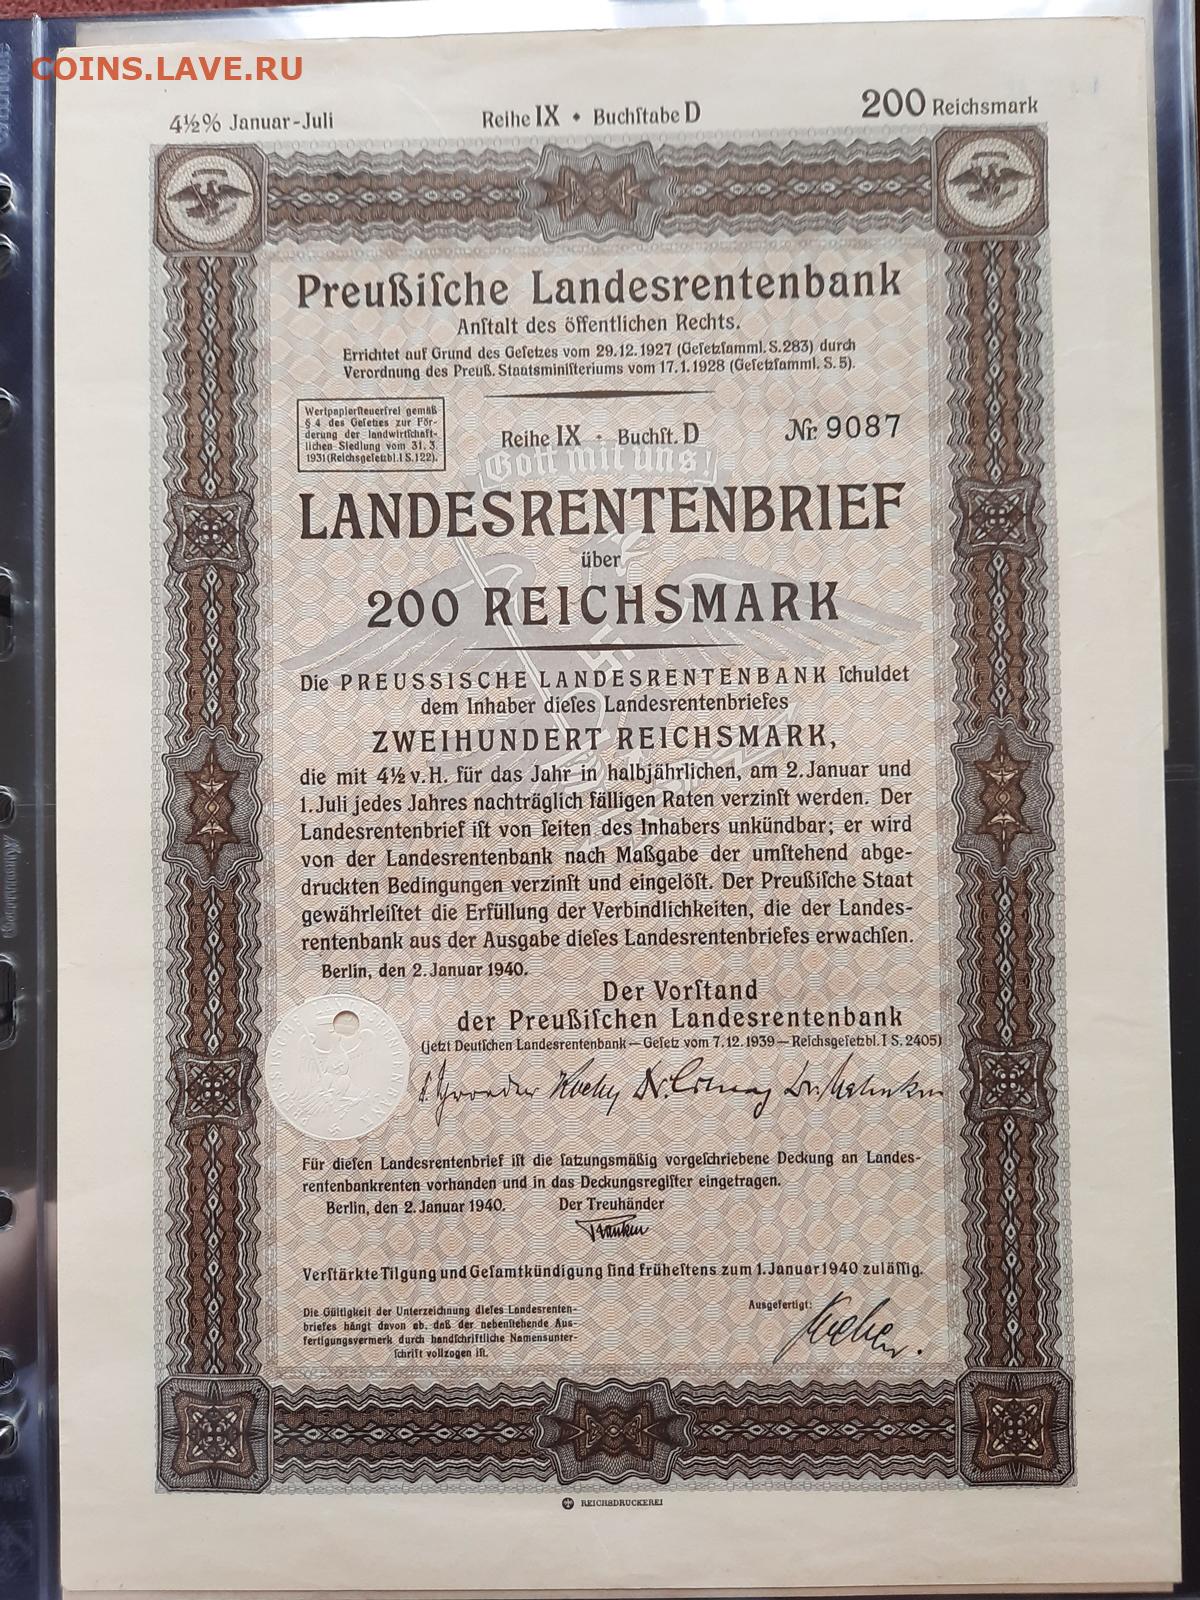 COINS.LAVE.RU
4½% Januar-Juli
Reihe IX • Buchſtabe D
200 Reichsmark
Preußiſche Landesrentenbank
Anſtalt des öffentlichen Rechts.
Errichtet auf Grund des Geſetzes vom 29.12.1927 (Geſetzſamml. S. 283) durch
Verordnung des Preuß. Staatsminiſteriums vom 17.1.1928 (Geſetzſamml. S. 5).
Wertpapierſteuerfrei gemäß
§ 4 des Geſetzes zur För-
derung der landwirtſchaft-
lichen Siedlung vom 31. 3.
1931 (Reichsgeſetzbl. I S. 122).
Reihe IX • Buchſt. D
Nr. 9087
Gott mit uns!
LANDESRENTENBRIEF
über
200 REICHSMARK
Die PREUSSISCHE LANDESRENTENBANK ſchuldet
dem Inhaber dieſes Landesrentenbriefes
ZWEIHUNDERT REICHSMARK,
die mit 4½ v. H. für das Jahr in halbjährlichen, am 2. Januar und
1. Juli jedes Jahres nachträglich fälligen Raten verzinſt werden. Der
Landesrentenbrief iſt von ſeiten des Inhabers unkündbar; er wird
von der Landesrentenbank nach Maßgabe der umſtehend abge-
druckten Bedingungen verzinſt und eingelöſt. Der Preußiſche Staat
gewährleiſtet die Erfüllung der Verbindlichkeiten, die der Landes-
rentenbank aus der Ausgabe dieſes Landesrentenbriefes erwachſen.
Berlin, den 2. Januar 1940.
Der Vorſtand
der Preußiſchen Landesrentenbank
(jetzt Deutſchen Landesrentenbank — Geſetz vom 7.12.1939 — Reichsgeſetzbl. I S. 2405)
PREUSSISCHE LANDESRENTENBANK
Für dieſen Landesrentenbrief iſt die ſatzungsmäßig vorgeſchriebene Deckung an Landes-
rentenbankrenten vorhanden und in das Deckungsregiſter eingetragen.
Berlin, den 2. Januar 1940.
Der Treuhänder
Verſtärkte Tilgung und Geſamtkündigung ſind früheſtens zum 1. Januar 1940 zuläſſig.
Die Gültigkeit der Unterzeichnung dieſes Landesrenten-
briefes hängt davon ab, daß der nebenſtehende Aus-
fertigungsvermerk durch handſchriftliche Namensunter-
ſchrift vollzogen iſt.
Ausgefertigt:
REICHSDRUCKEREI